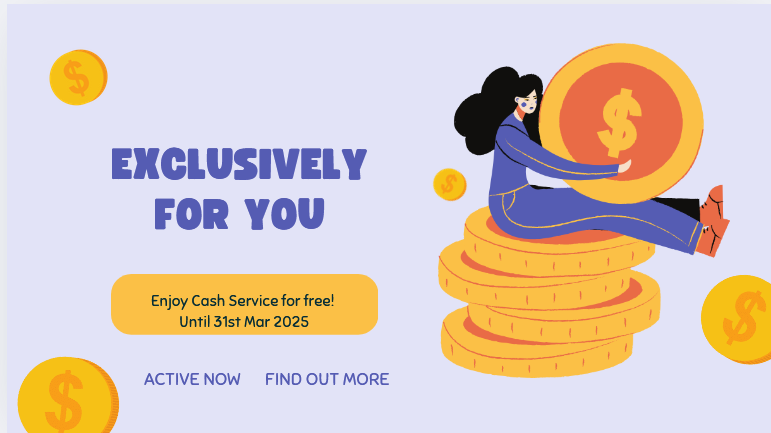 EXCLUSIVELY
FOR YOU
Enjoy Cash Service for free!
Until 31st Mar 2025
ACTIVE NOW FIND OUT MORE